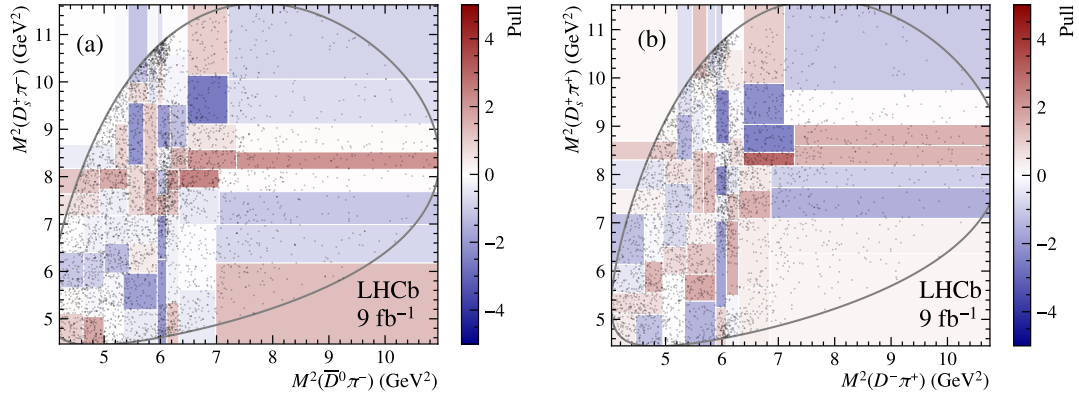 (a)
LHCb
9 fb⁻¹
M²(D_s⁺π⁻) (GeV²)
11
10
9
8
7
6
5
5 6 7 8 9 10
M²(D̅⁰π⁻) (GeV²)
Pull
4
2
0
−2
−4
(b)
LHCb
9 fb⁻¹
M²(D_s⁺π⁺) (GeV²)
11
10
9
8
7
6
5
5 6 7 8 9 10
M²(D⁻π⁺) (GeV²)
Pull
4
2
0
−2
−4